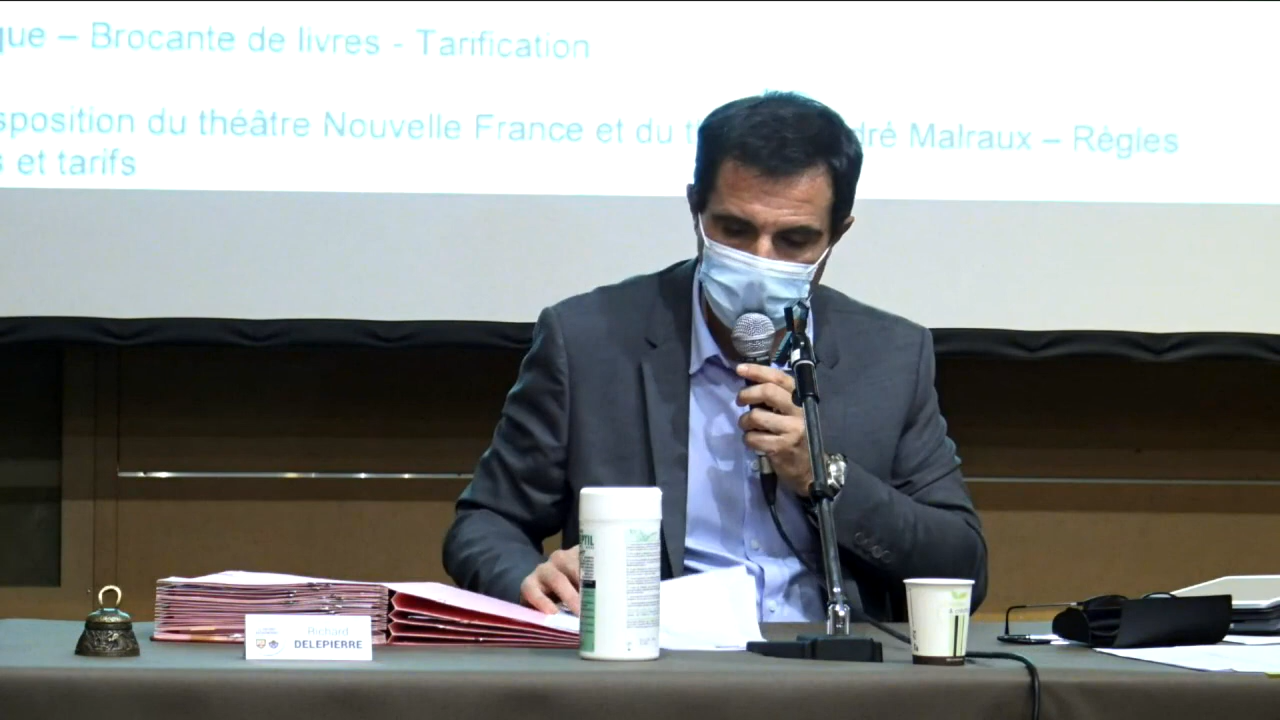 que – Brocante de livres - Tarification
sposition du théâtre Nouvelle France et du t dré Malraux – Règles
s et tarifs
Richard
DELEPIERRE